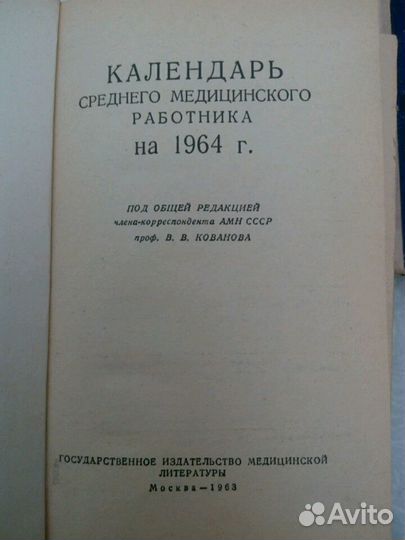 КАЛЕНДАРЬ
СРЕДНЕГО МЕДИЦИНСКОГО
РАБОТНИКА
на 1964 г.
ПОД ОБЩЕЙ РЕДАКЦИЕЙ
члена-корреспондента АМН СССР
проф. В. В. КОВАНОВА
ГОСУДАРСТВЕННОЕ ИЗДАТЕЛЬСТВО МЕДИЦИНСКОЙ
ЛИТЕРАТУРЫ
Москва — 1963
Avito